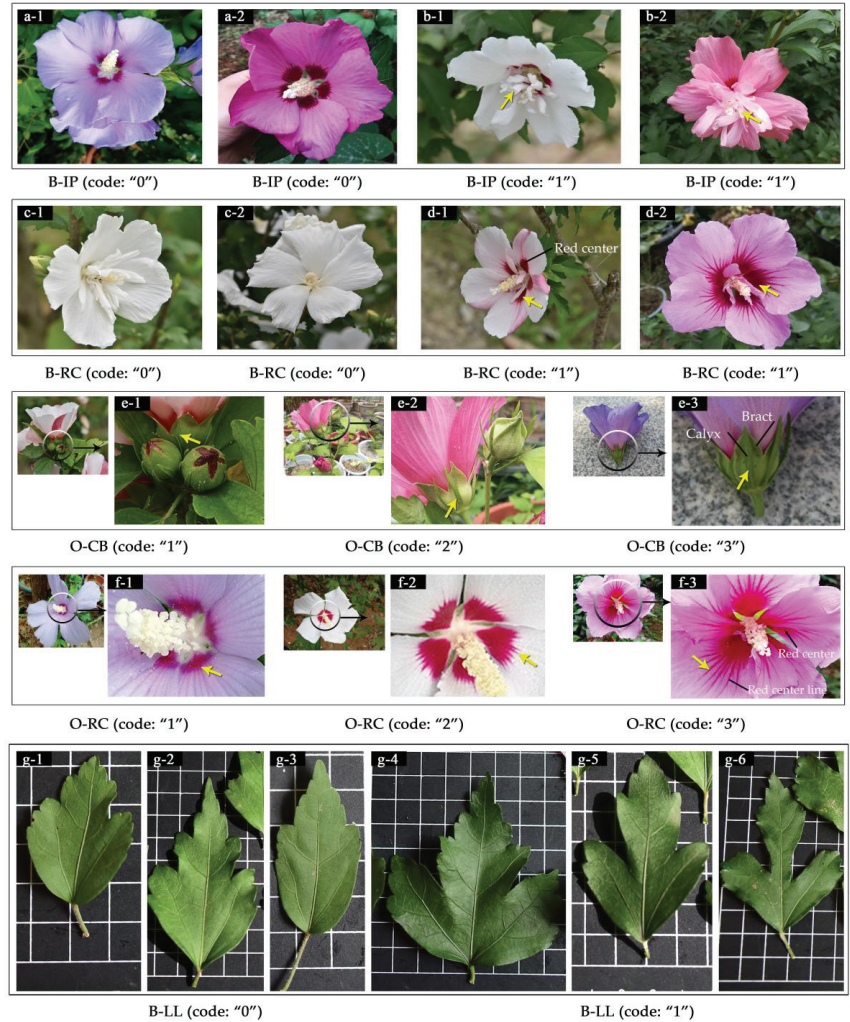 a-1
a-2
b-1
b-2
B-IP (code: “0”)
B-IP (code: “0”)
B-IP (code: “1”)
B-IP (code: “1”)
c-1
c-2
d-1
d-2
Red center
B-RC (code: “0”)
B-RC (code: “0”)
B-RC (code: “1”)
B-RC (code: “1”)
e-1
e-2
e-3
Bract
Calyx
O-CB (code: “1”)
O-CB (code: “2”)
O-CB (code: “3”)
f-1
f-2
f-3
Red center
Red center line
O-RC (code: “1”)
O-RC (code: “2”)
O-RC (code: “3”)
g-1
g-2
g-3
g-4
g-5
g-6
B-LL (code: “0”)
B-LL (code: “1”)